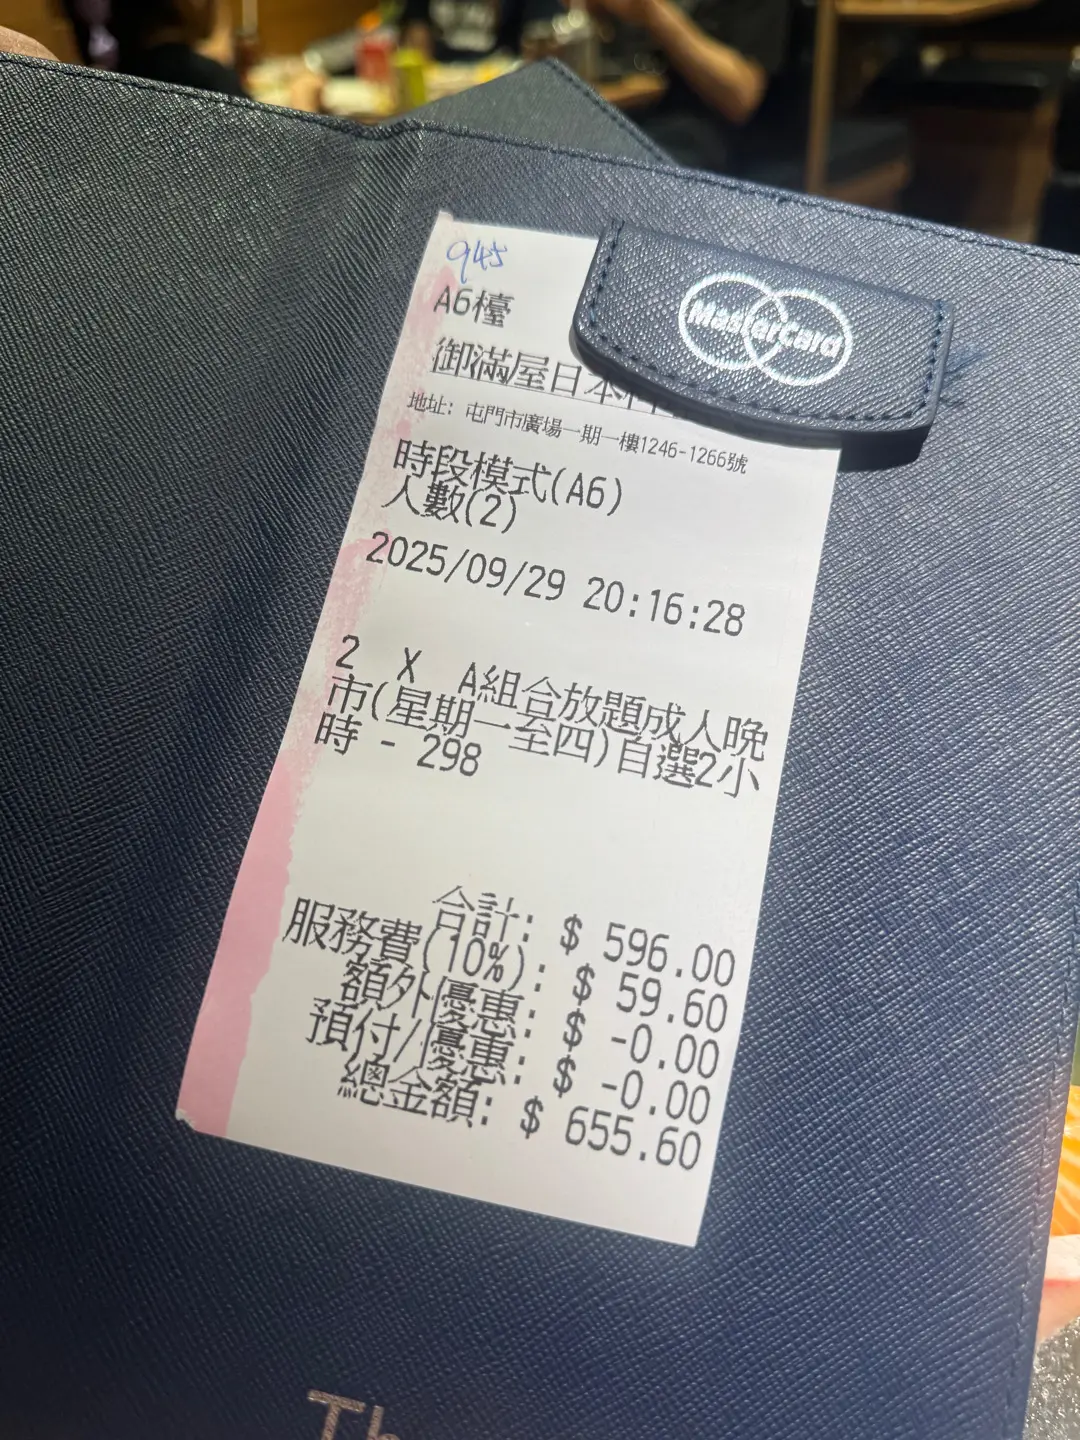 945
A6檯
MasterCard
御滿屋日本料
地址: 屯門市廣場一期一樓1246-1266號
時段模式(A6)
人數(2)
2025/09/29 20:16:28
2 X A組合放題成人晚
市(星期一至四)自選2小
時 - 298
合計: $ 596.00
服務費(10%): $ 59.60
額外優惠: $ -0.00
預付/優惠: $ -0.00
總金額: $ 655.60
Th